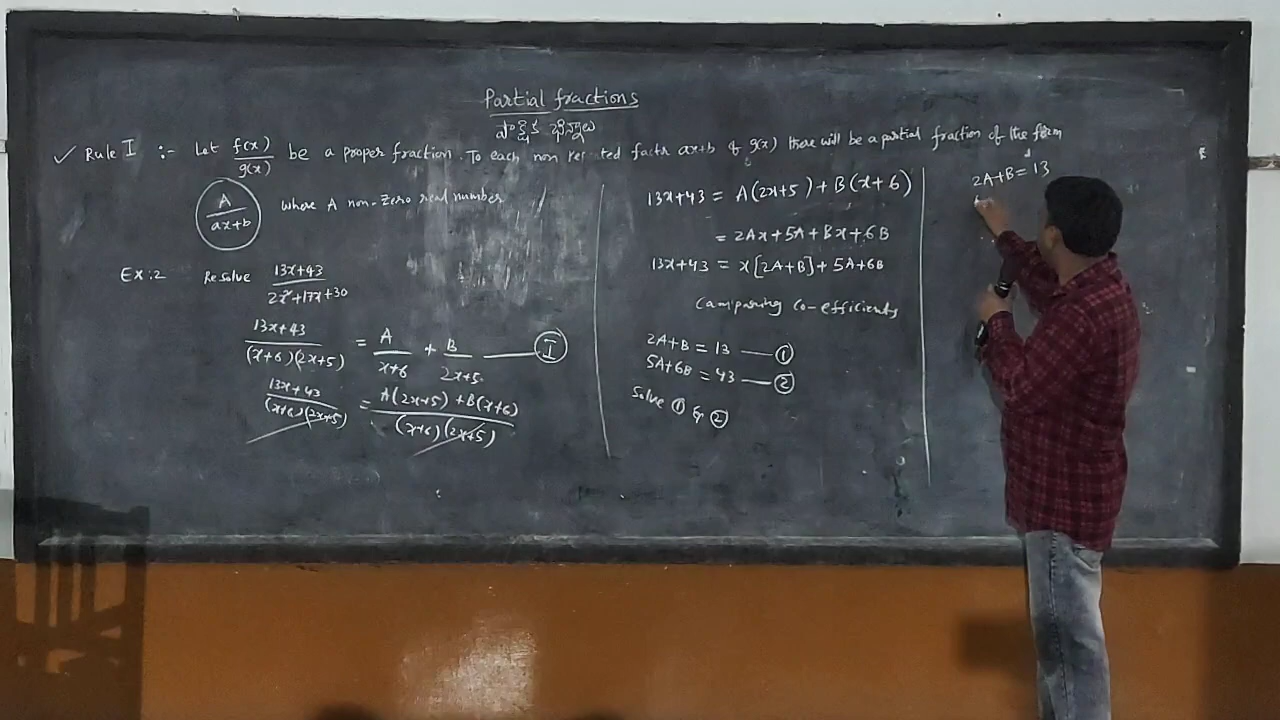 Partial fractions
పాక్షిక భిన్నాలు
✓ Rule I :- Let f(x)/g(x) be a proper fraction. To each non repeated factor ax+b of g(x) there will be a partial fraction of the form
A/(ax+b) where A non-zero real number
Ex:2 Resolve (13x+43)/(2x²+17x+30)
(13x+43)/((x+6)(2x+5)) = A/(x+6) + B/(2x+5) —— Ⓘ
(13x+43)/((x+6)(2x+5)) = (A(2x+5)+B(x+6))/((x+6)(2x+5))
13x+43 = A(2x+5)+B(x+6)
= 2Ax+5A+Bx+6B
13x+43 = x[2A+B]+5A+6B
Camparing co-efficients
2A+B = 13 —— ①
5A+6B = 43 —— ②
Solve ① & ②
2A+B=13